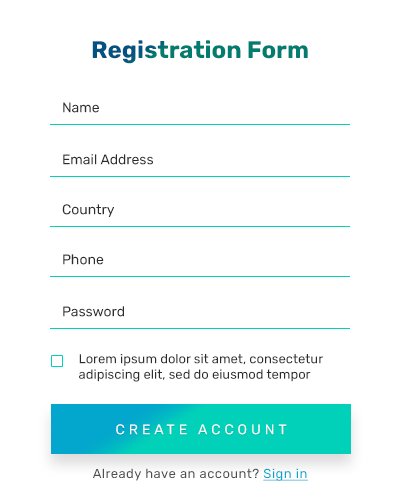 Registration Form
Name
Email Address
Country
Phone
Password
Lorem ipsum dolor sit amet, consectetur
adipiscing elit, sed do eiusmod tempor
CREATE ACCOUNT
Already have an account? Sign in